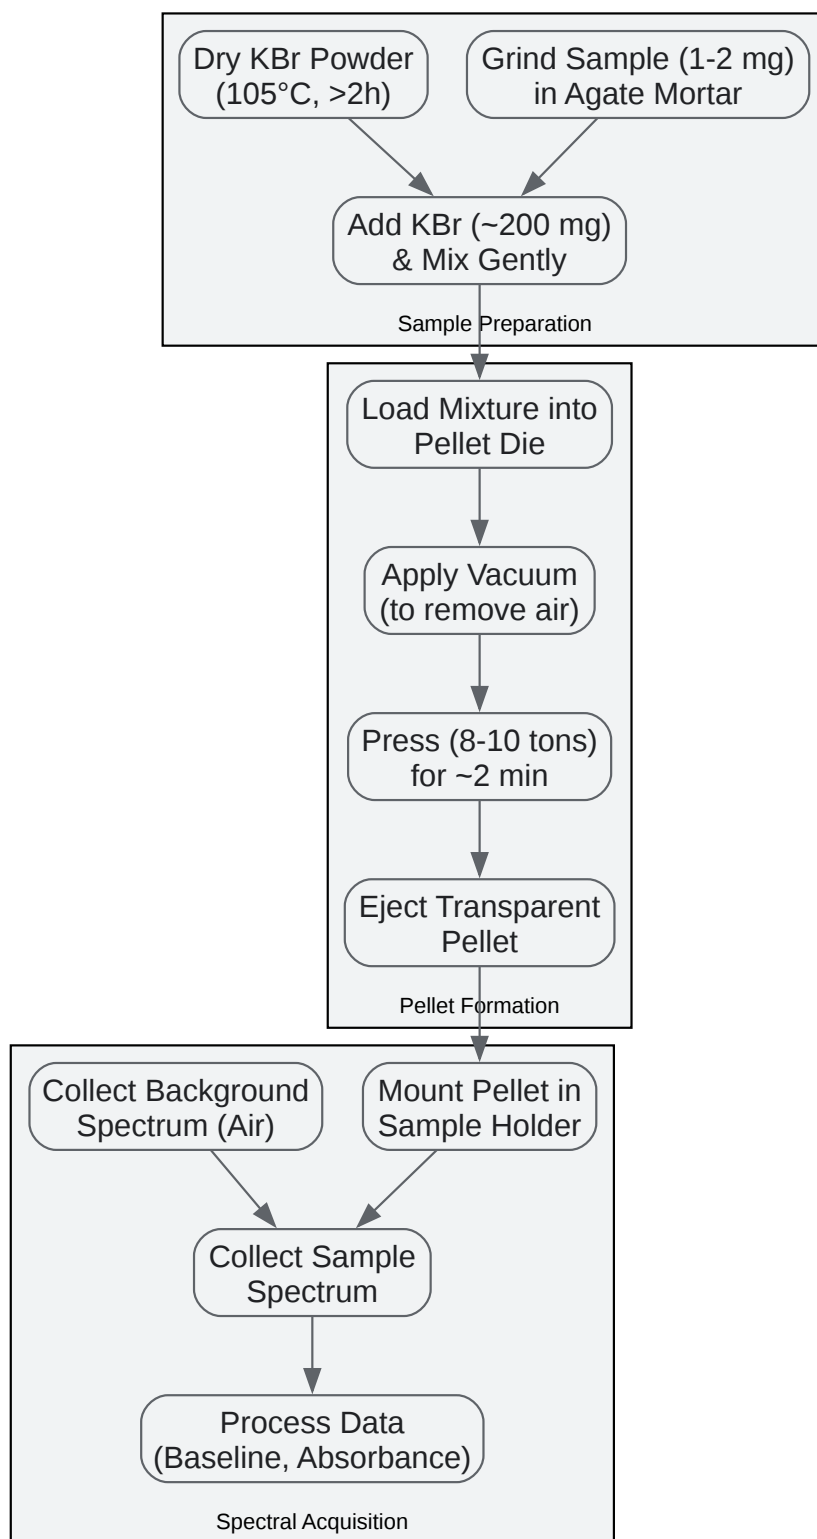 Dry KBr Powder
(105°C, >2h)
Grind Sample (1-2 mg)
in Agate Mortar
Add KBr (~200 mg)
& Mix Gently
Sample Preparation
Load Mixture into
Pellet Die
Apply Vacuum
(to remove air)
Press (8-10 tons)
for ~2 min
Eject Transparent
Pellet
Pellet Formation
Collect Background
Spectrum (Air)
Mount Pellet in
Sample Holder
Collect Sample
Spectrum
Process Data
(Baseline, Absorbance)
Spectral Acquisition